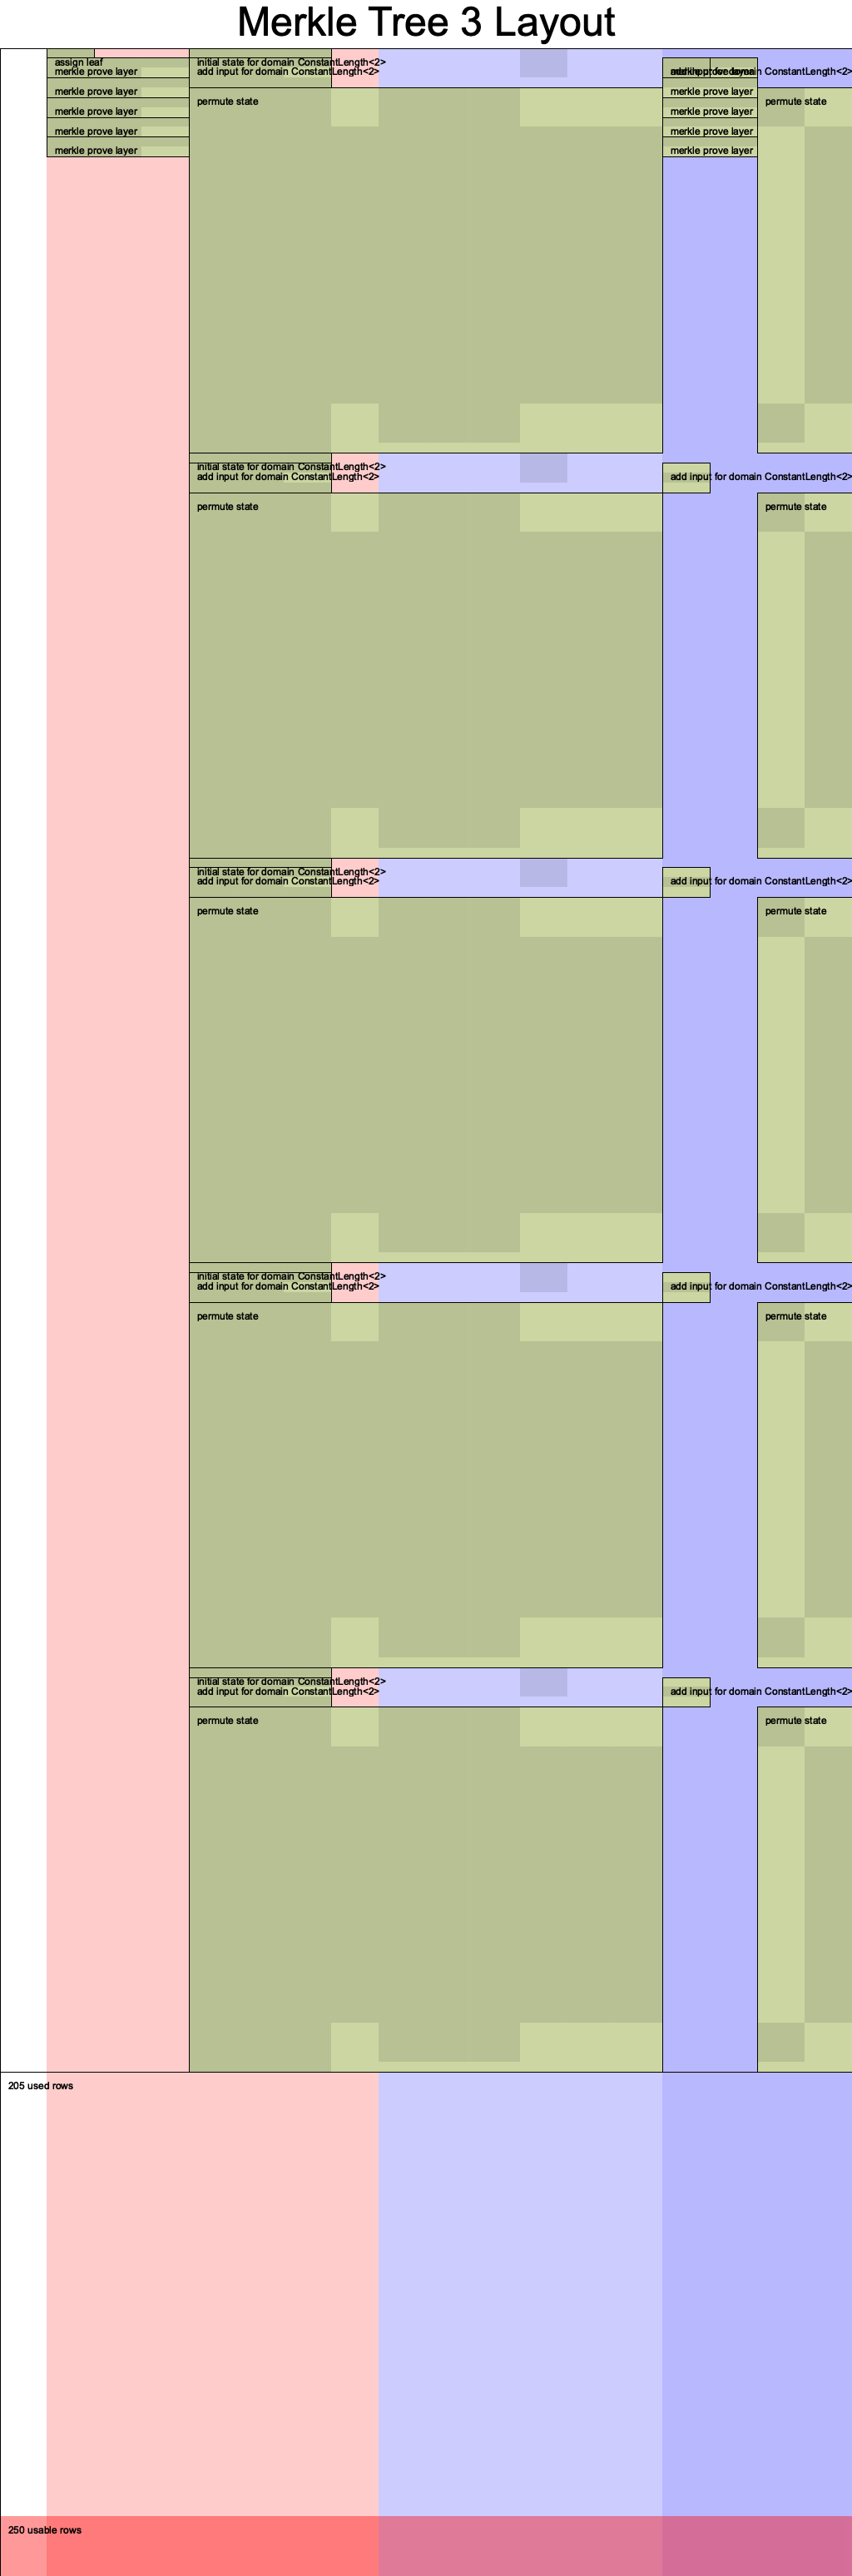 Merkle Tree 3 Layout
assign leaf
initial state for domain ConstantLength<2>
merkle prove layer
add input for domain ConstantLength<2>
add input for domain ConstantLength<2>
merkle prove layer
merkle prove layer
merkle prove layer
permute state
merkle prove layer
permute state
merkle prove layer
merkle prove layer
merkle prove layer
merkle prove layer
merkle prove layer
initial state for domain ConstantLength<2>
add input for domain ConstantLength<2>
add input for domain ConstantLength<2>
permute state
permute state
initial state for domain ConstantLength<2>
add input for domain ConstantLength<2>
add input for domain ConstantLength<2>
permute state
permute state
initial state for domain ConstantLength<2>
add input for domain ConstantLength<2>
add input for domain ConstantLength<2>
permute state
permute state
initial state for domain ConstantLength<2>
add input for domain ConstantLength<2>
add input for domain ConstantLength<2>
permute state
permute state
205 used rows
250 usable rows